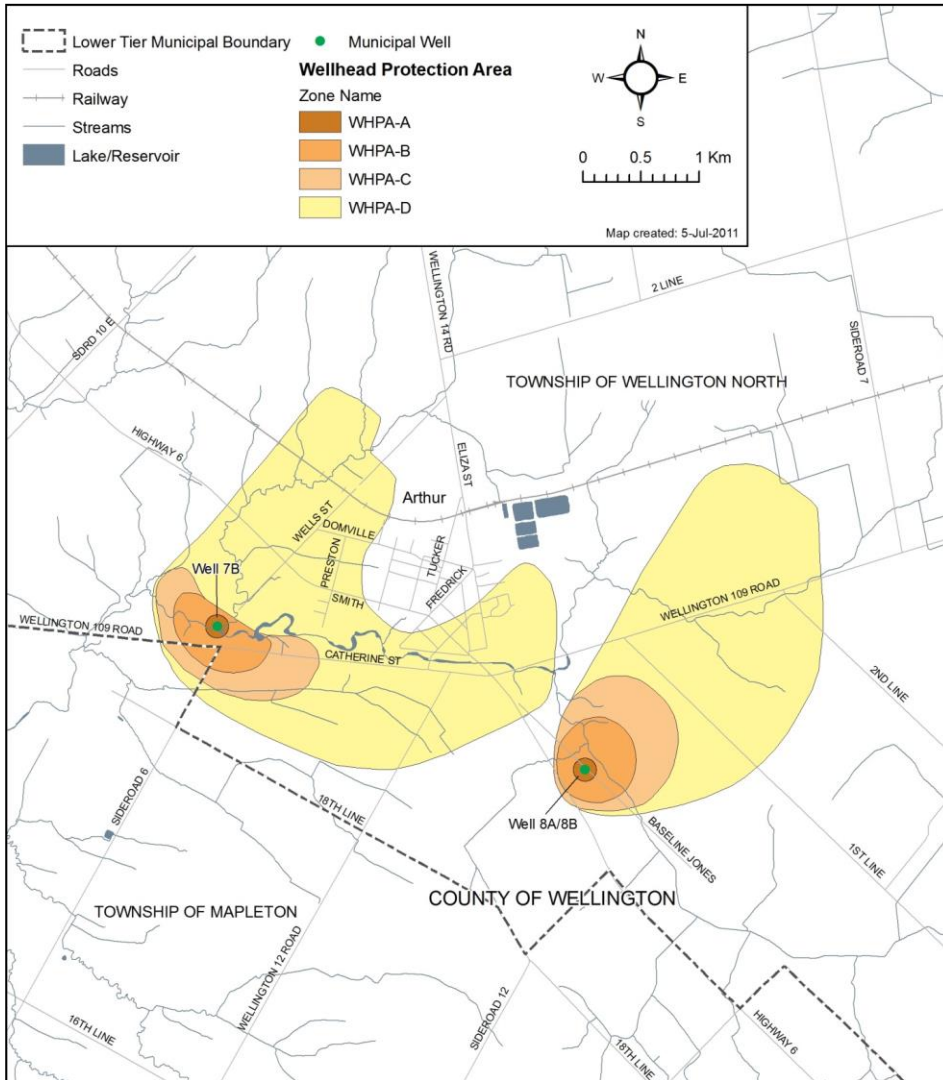 Lower Tier Municipal Boundary
Roads
Railway
Streams
Lake/Reservoir
Municipal Well
Wellhead Protection Area
Zone Name
WHPA-A
WHPA-B
WHPA-C
WHPA-D
N
W E
S
0 0.5 1 Km
Map created: 5-Jul-2011
WELLINGTON 14 RD
2 LINE
SDRD 10 E
SIDEROAD 7
TOWNSHIP OF WELLINGTON NORTH
HIGHWAY 6
ELIZA ST
Arthur
WELLS ST
DOMVILLE
TUCKER
PRESTON
FREDRICK
Well 7B
SMITH
WELLINGTON 109 ROAD
WELLINGTON 109 ROAD
CATHERINE ST
2ND LINE
SIDEROAD 6
18TH LINE
Well 8A/8B
BASELINE JONES
1ST LINE
COUNTY OF WELLINGTON
TOWNSHIP OF MAPLETON
WELLINGTON 12 ROAD
SIDEROAD 12
HIGHWAY 6
16TH LINE
18TH LINE